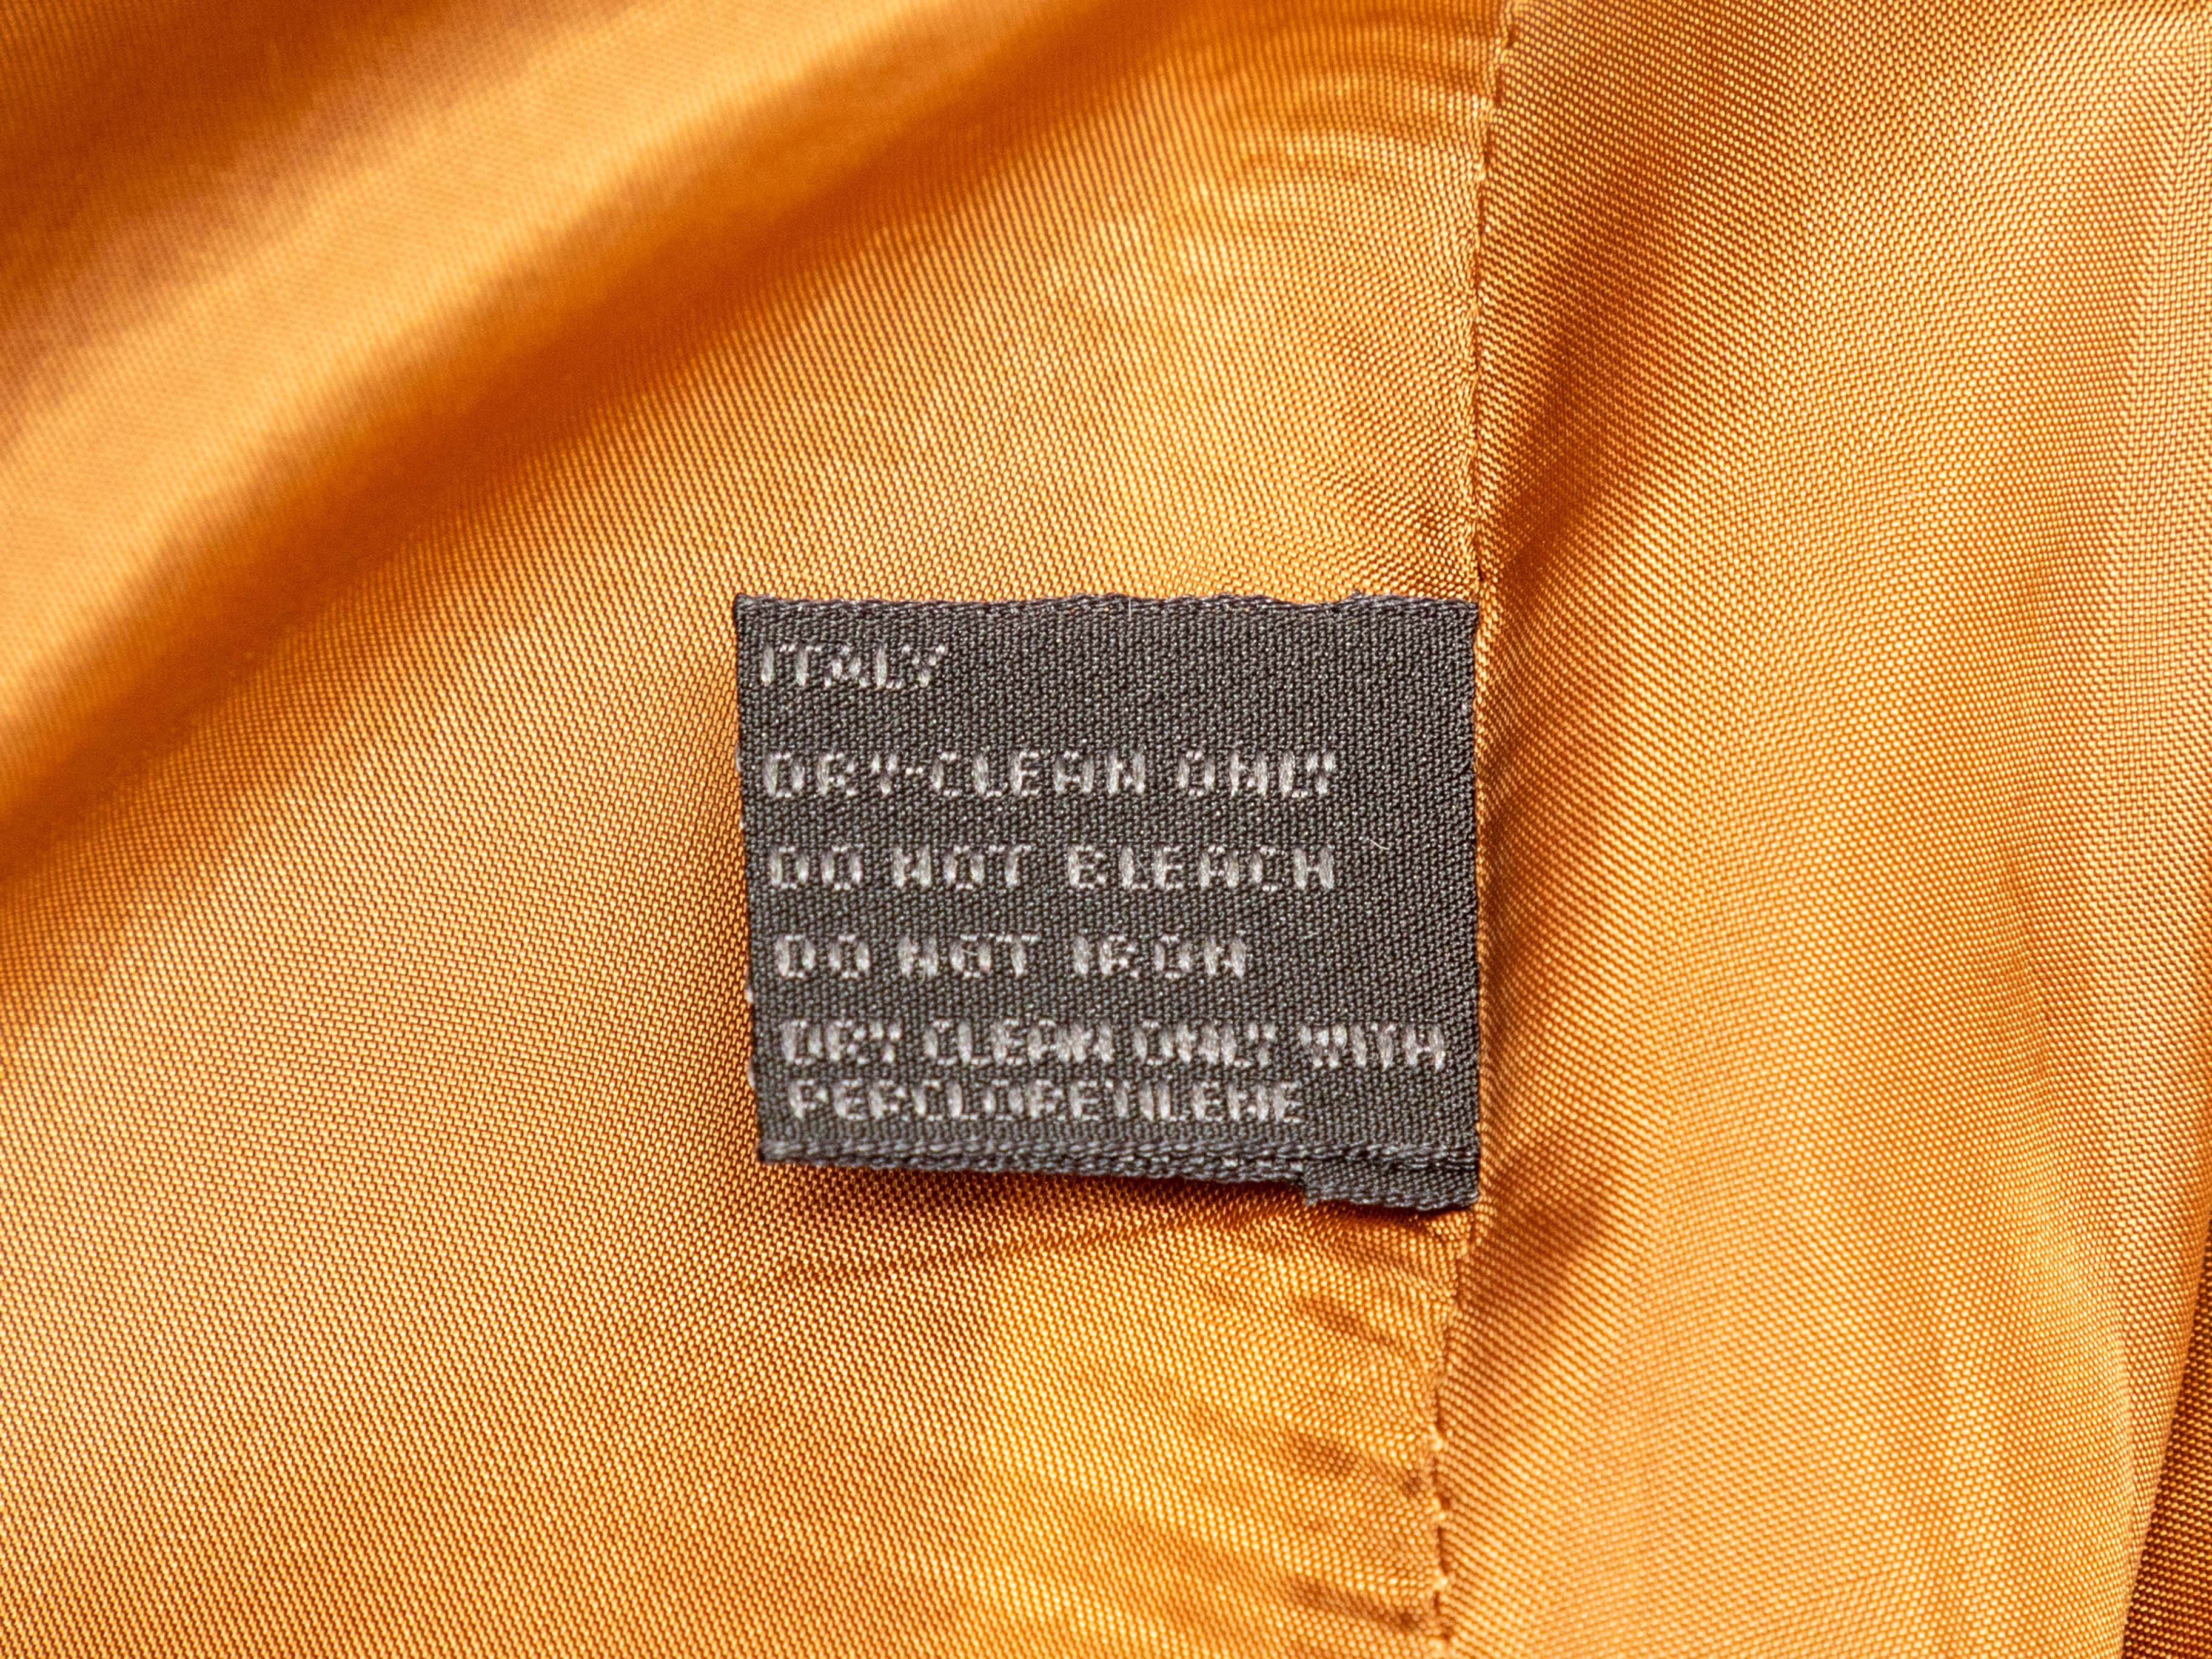 ITALY
DRY-CLEAN ONLY
DO NOT BLEACH
DO NOT IRON
DRY CLEAN ONLY WITH
PERCLORETILENE